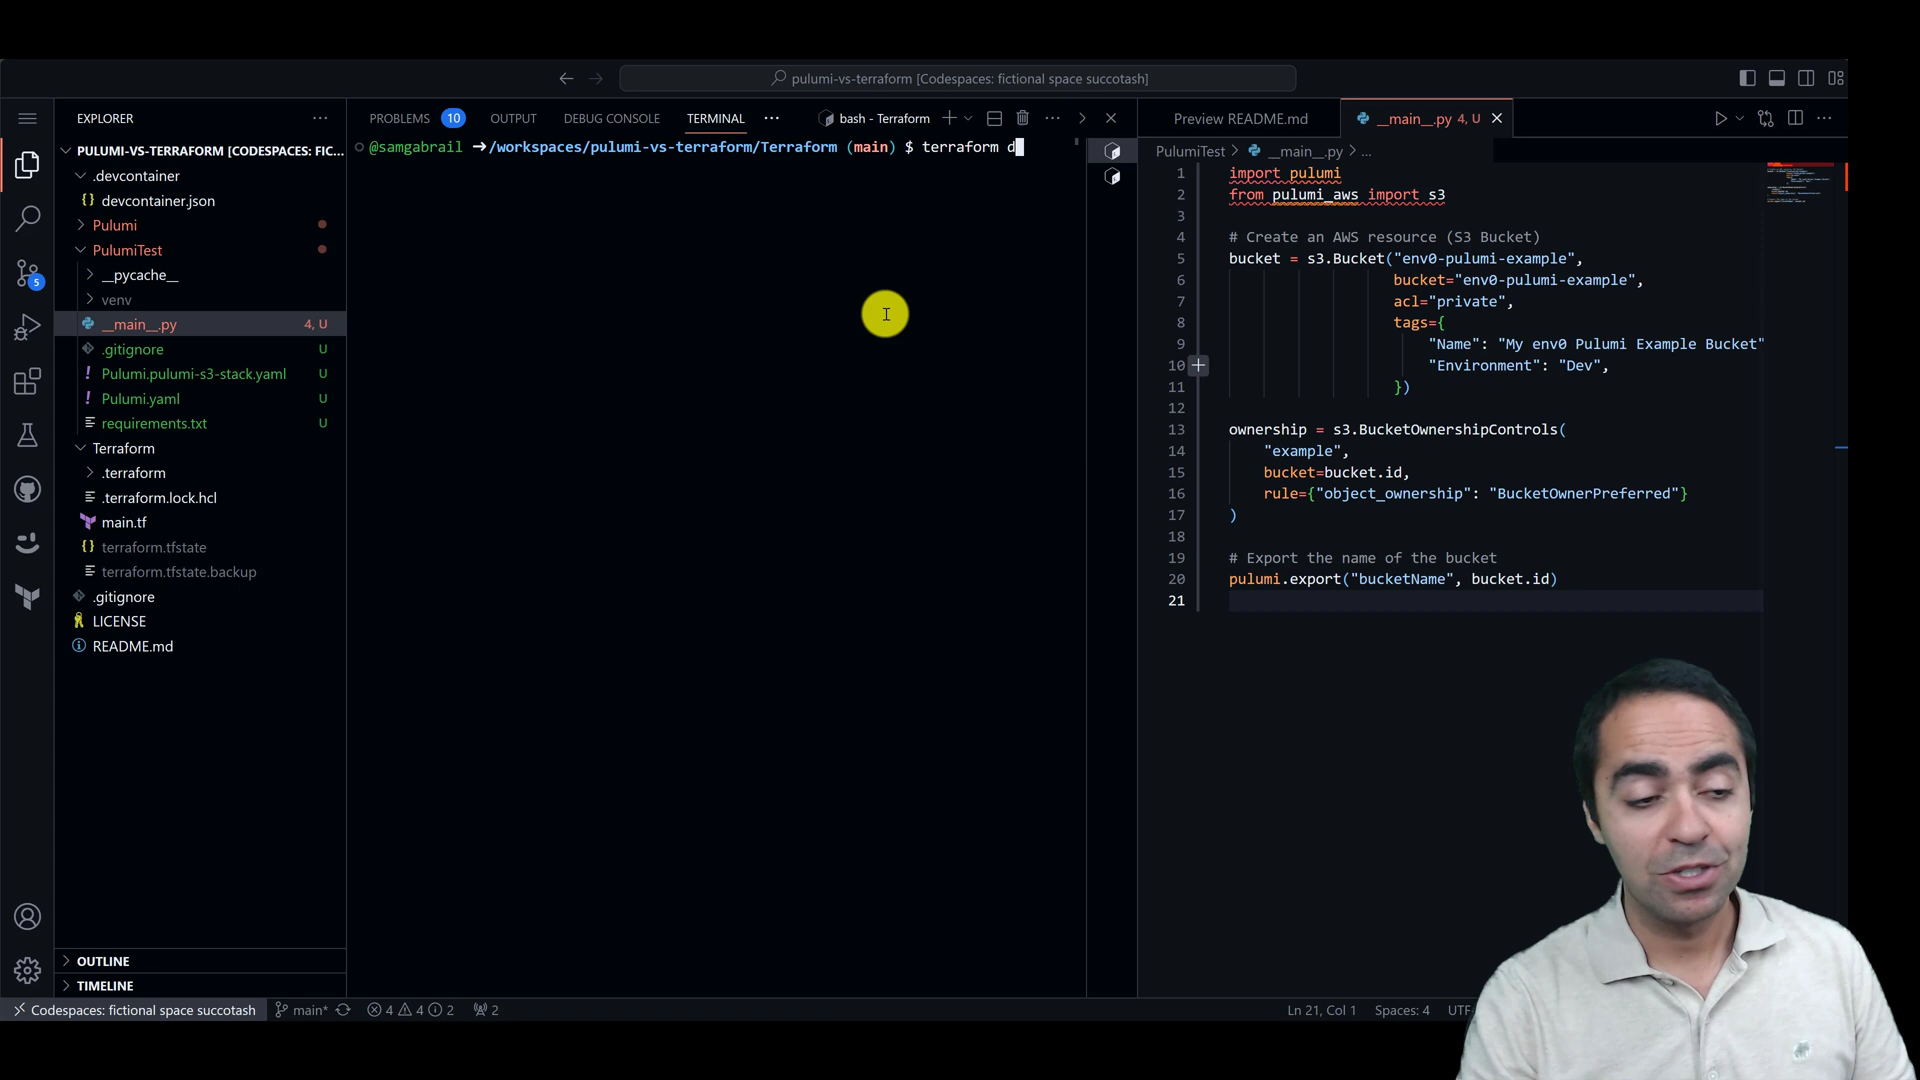 pulumi-vs-terraform [Codespaces: fictional space succotash]
EXPLORER
PULUMI-VS-TERRAFORM [CODESPACES: FIC...
.devcontainer
{} devcontainer.json
Pulumi
PulumiTest
__pycache__
venv
__main__.py 4, U
.gitignore U
! Pulumi.pulumi-s3-stack.yaml U
! Pulumi.yaml U
requirements.txt U
Terraform
.terraform
.terraform.lock.hcl
main.tf
{} terraform.tfstate
terraform.tfstate.backup
.gitignore
LICENSE
README.md
5
OUTLINE
TIMELINE
PROBLEMS 10 OUTPUT DEBUG CONSOLE TERMINAL ... bash - Terraform
@samgabrail ➜/workspaces/pulumi-vs-terraform/Terraform (main) $ terraform d
Preview README.md __main__.py 4, U
PulumiTest > __main__.py > ...
1 import pulumi
2 from pulumi_aws import s3
3
4 # Create an AWS resource (S3 Bucket)
5 bucket = s3.Bucket("env0-pulumi-example",
6 bucket="env0-pulumi-example",
7 acl="private",
8 tags={
9 "Name": "My env0 Pulumi Example Bucket"
10 "Environment": "Dev",
11 })
12
13 ownership = s3.BucketOwnershipControls(
14 "example",
15 bucket=bucket.id,
16 rule={"object_ownership": "BucketOwnerPreferred"}
17 )
18
19 # Export the name of the bucket
20 pulumi.export("bucketName", bucket.id)
21
Codespaces: fictional space succotash main* 4 4 2 2
Ln 21, Col 1 Spaces: 4 UTF